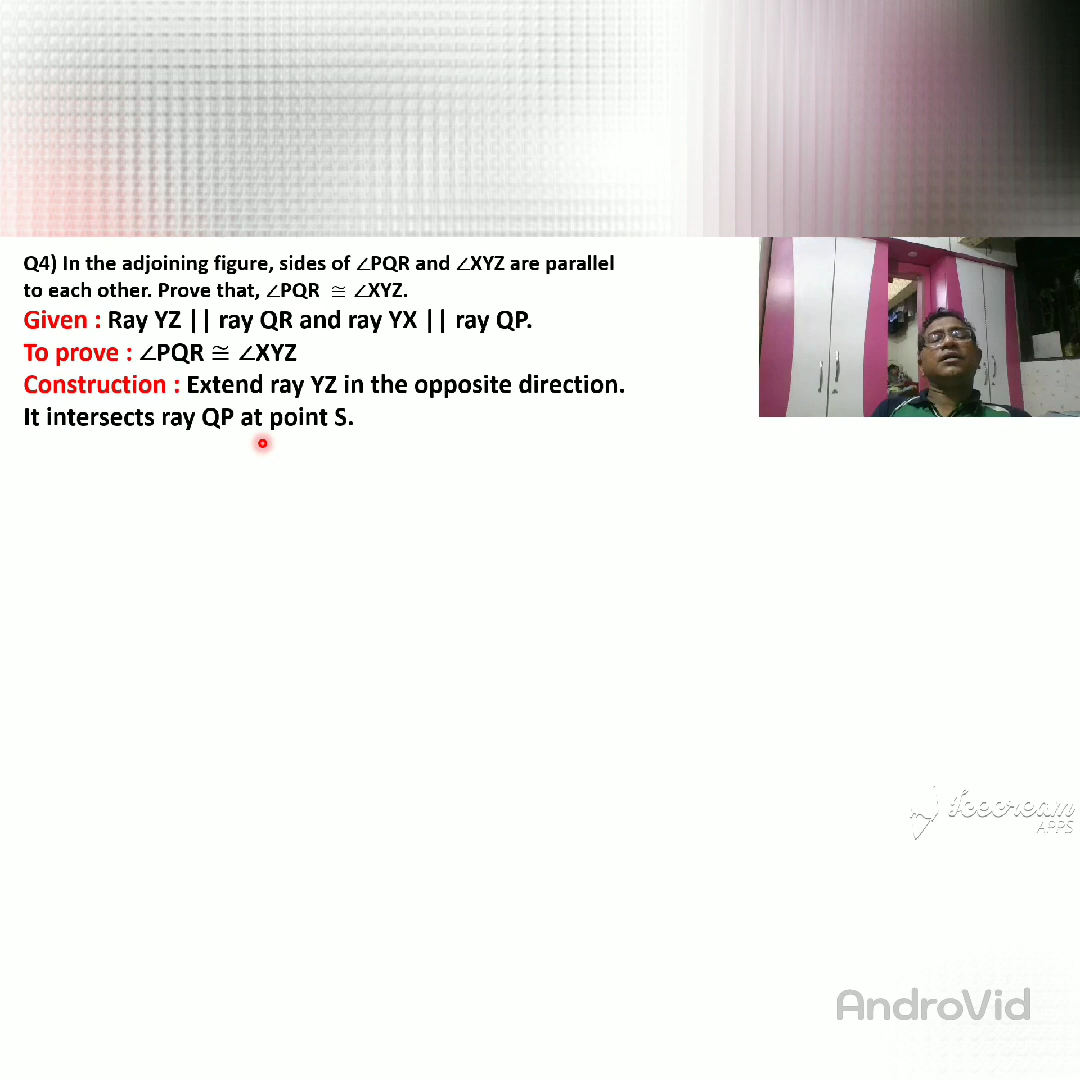 Q4) In the adjoining figure, sides of ∠PQR and ∠XYZ are parallel
to each other. Prove that, ∠PQR ≅ ∠XYZ.
Given : Ray YZ || ray QR and ray YX || ray QP.
To prove : ∠PQR ≅ ∠XYZ
Construction : Extend ray YZ in the opposite direction.
It intersects ray QP at point S.
Icecream
APPS
AndroVid